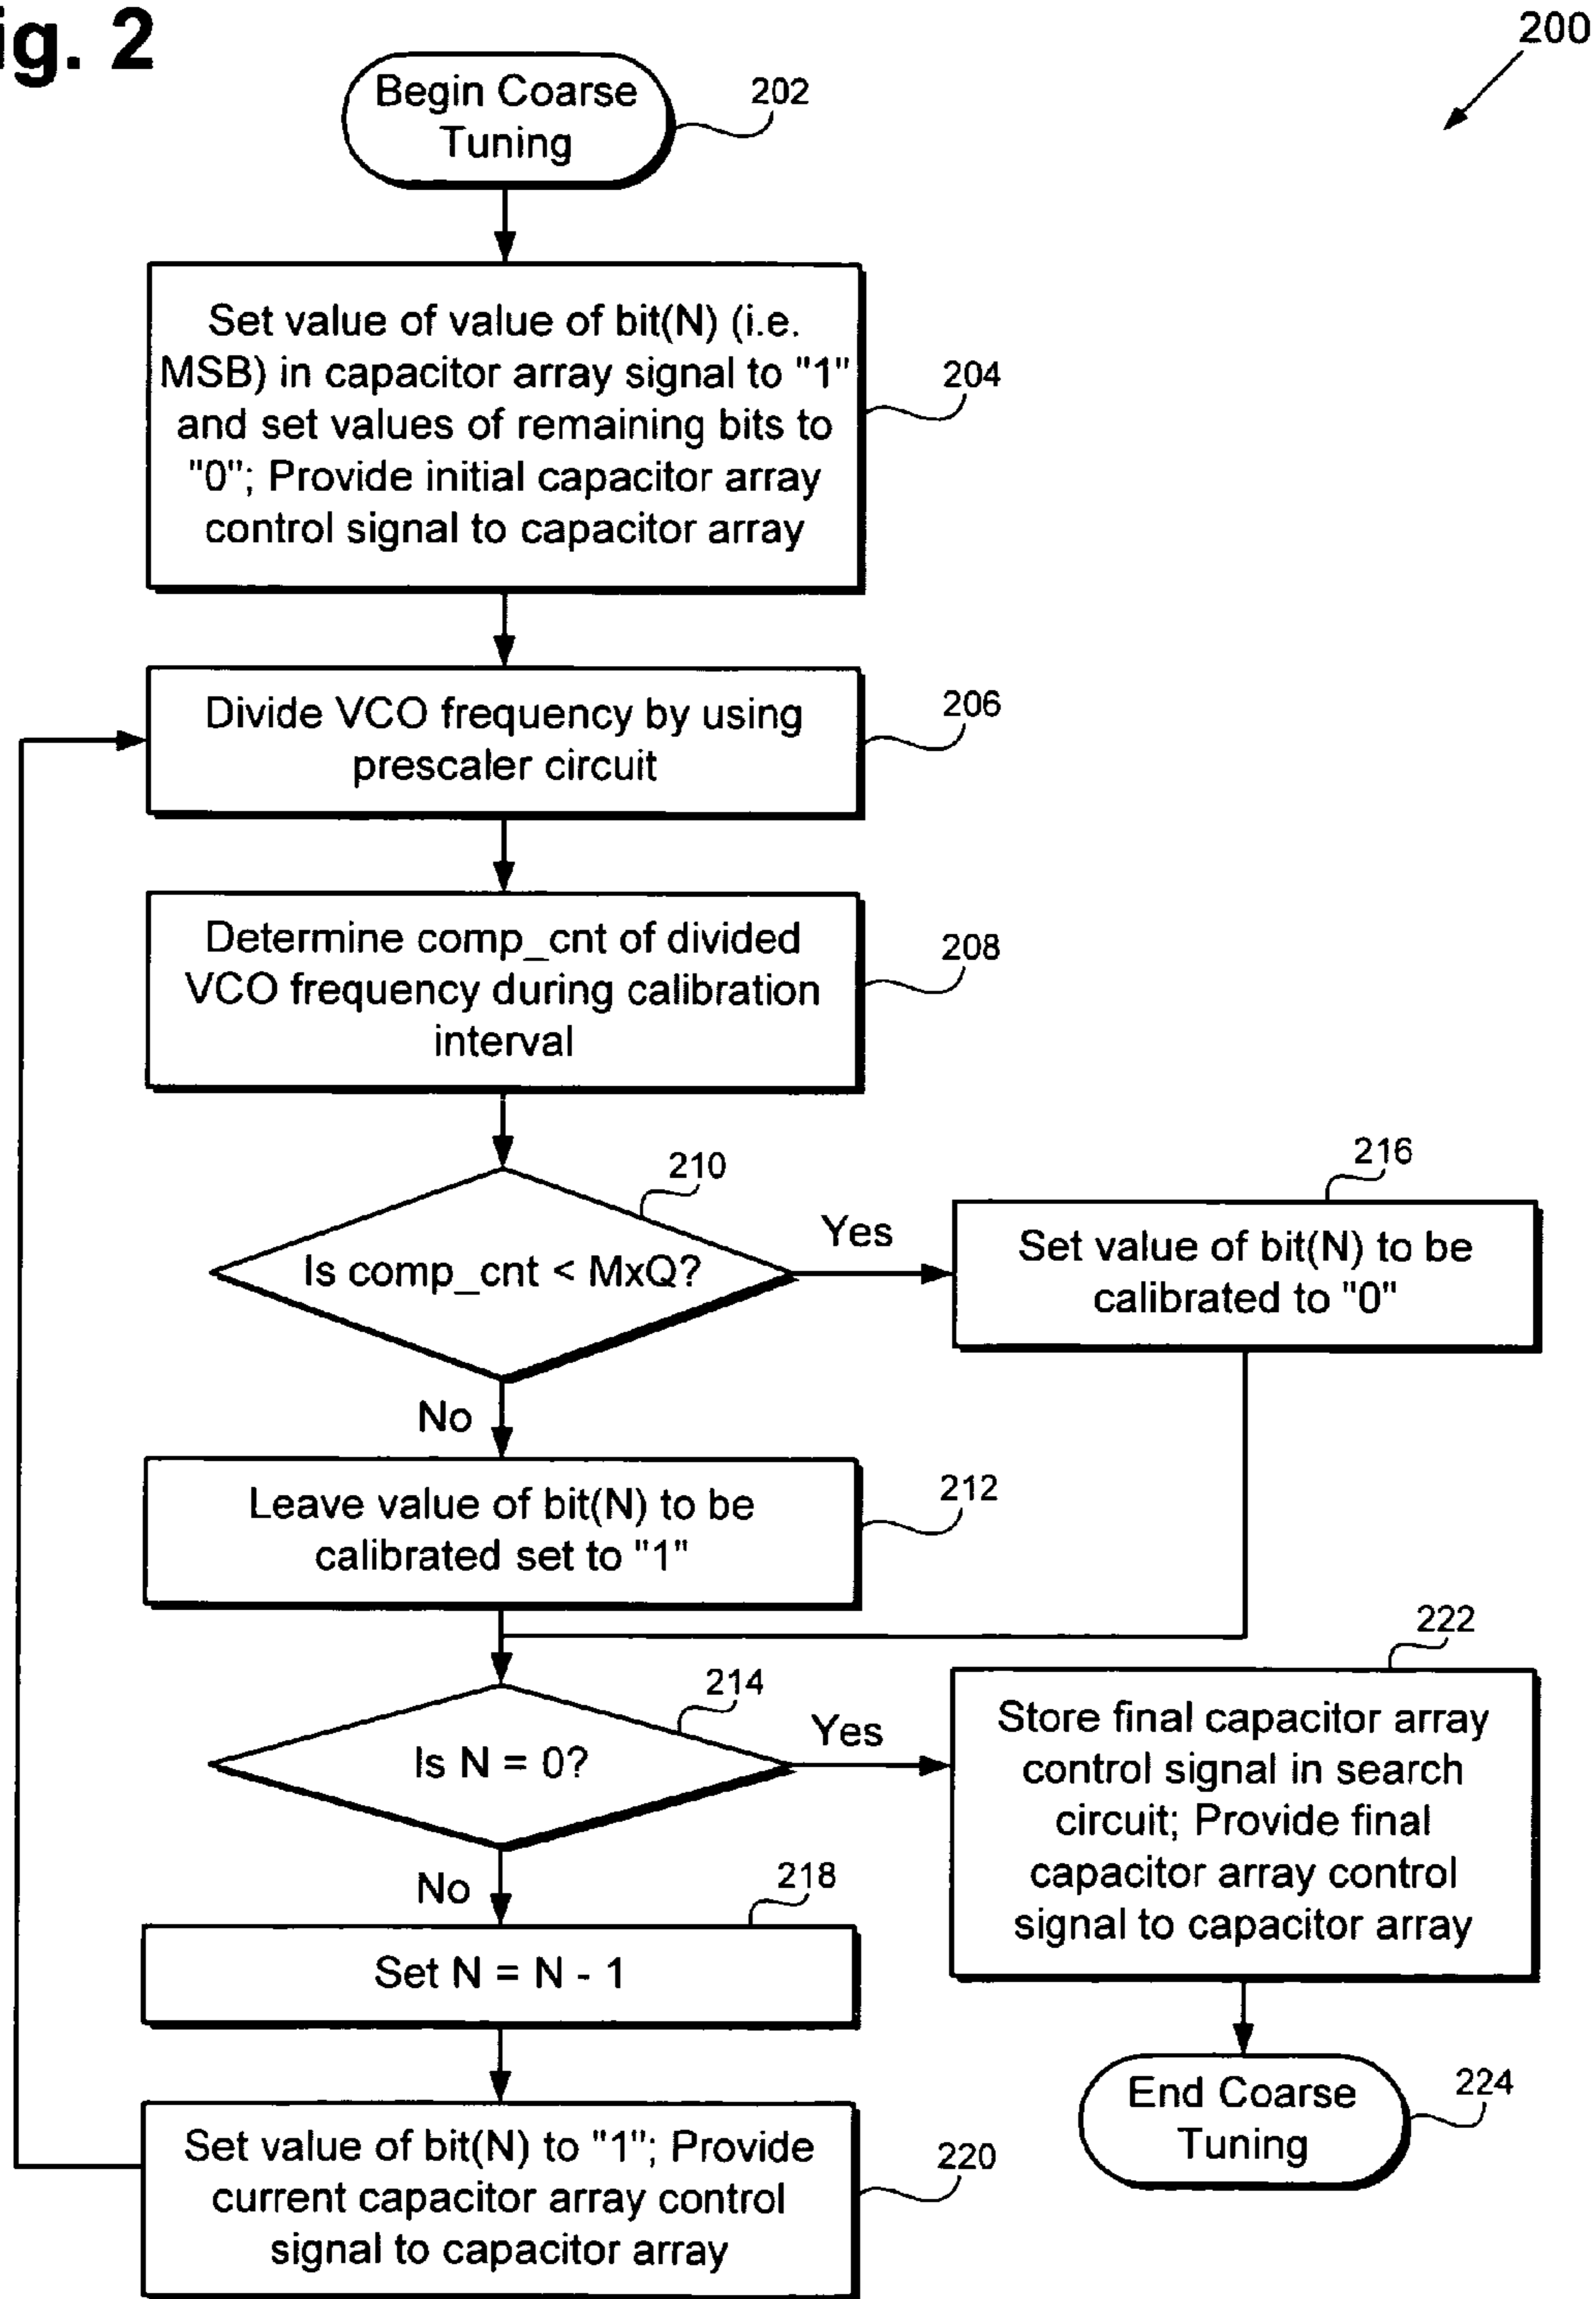 ig. 2
200
Begin Coarse
Tuning
202
Set value of value of bit(N) (i.e.
MSB) in capacitor array signal to "1"
and set values of remaining bits to
"0"; Provide initial capacitor array
control signal to capacitor array
204
Divide VCO frequency by using
prescaler circuit
206
Determine comp_cnt of divided
VCO frequency during calibration
interval
208
Is comp_cnt < MxQ?
210
Yes
Set value of bit(N) to be
calibrated to "0"
216
No
Leave value of bit(N) to be
calibrated set to "1"
212
Is N = 0?
214
Yes
Store final capacitor array
control signal in search
circuit; Provide final
capacitor array control
signal to capacitor array
222
No
Set N = N - 1
218
Set value of bit(N) to "1"; Provide
current capacitor array control
signal to capacitor array
220
End Coarse
Tuning
224